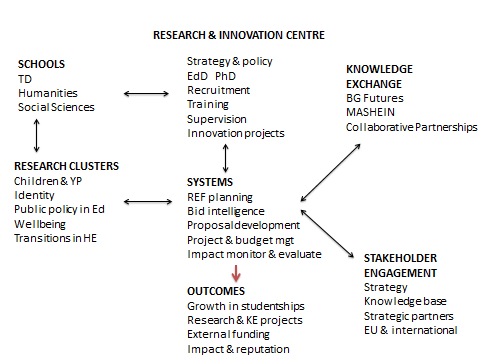 RESEARCH & INNOVATION CENTRE
SCHOOLS
TD
Humanities
Social Sciences
Strategy & policy
EdD PhD
Recruitment
Training
Supervision
Innovation projects
KNOWLEDGE
EXCHANGE
BG Futures
MASHEIN
Collaborative Partnerships
RESEARCH CLUSTERS
Children & YP
Identity
Public policy in Ed
Wellbeing
Transitions in HE
SYSTEMS
REF planning
Bid intelligence
Proposal development
Project & budget mgt
Impact monitor & evaluate
STAKEHOLDER
ENGAGEMENT
Strategy
Knowledge base
Strategic partners
EU & international
OUTCOMES
Growth in studentships
Research & KE projects
External funding
Impact & reputation